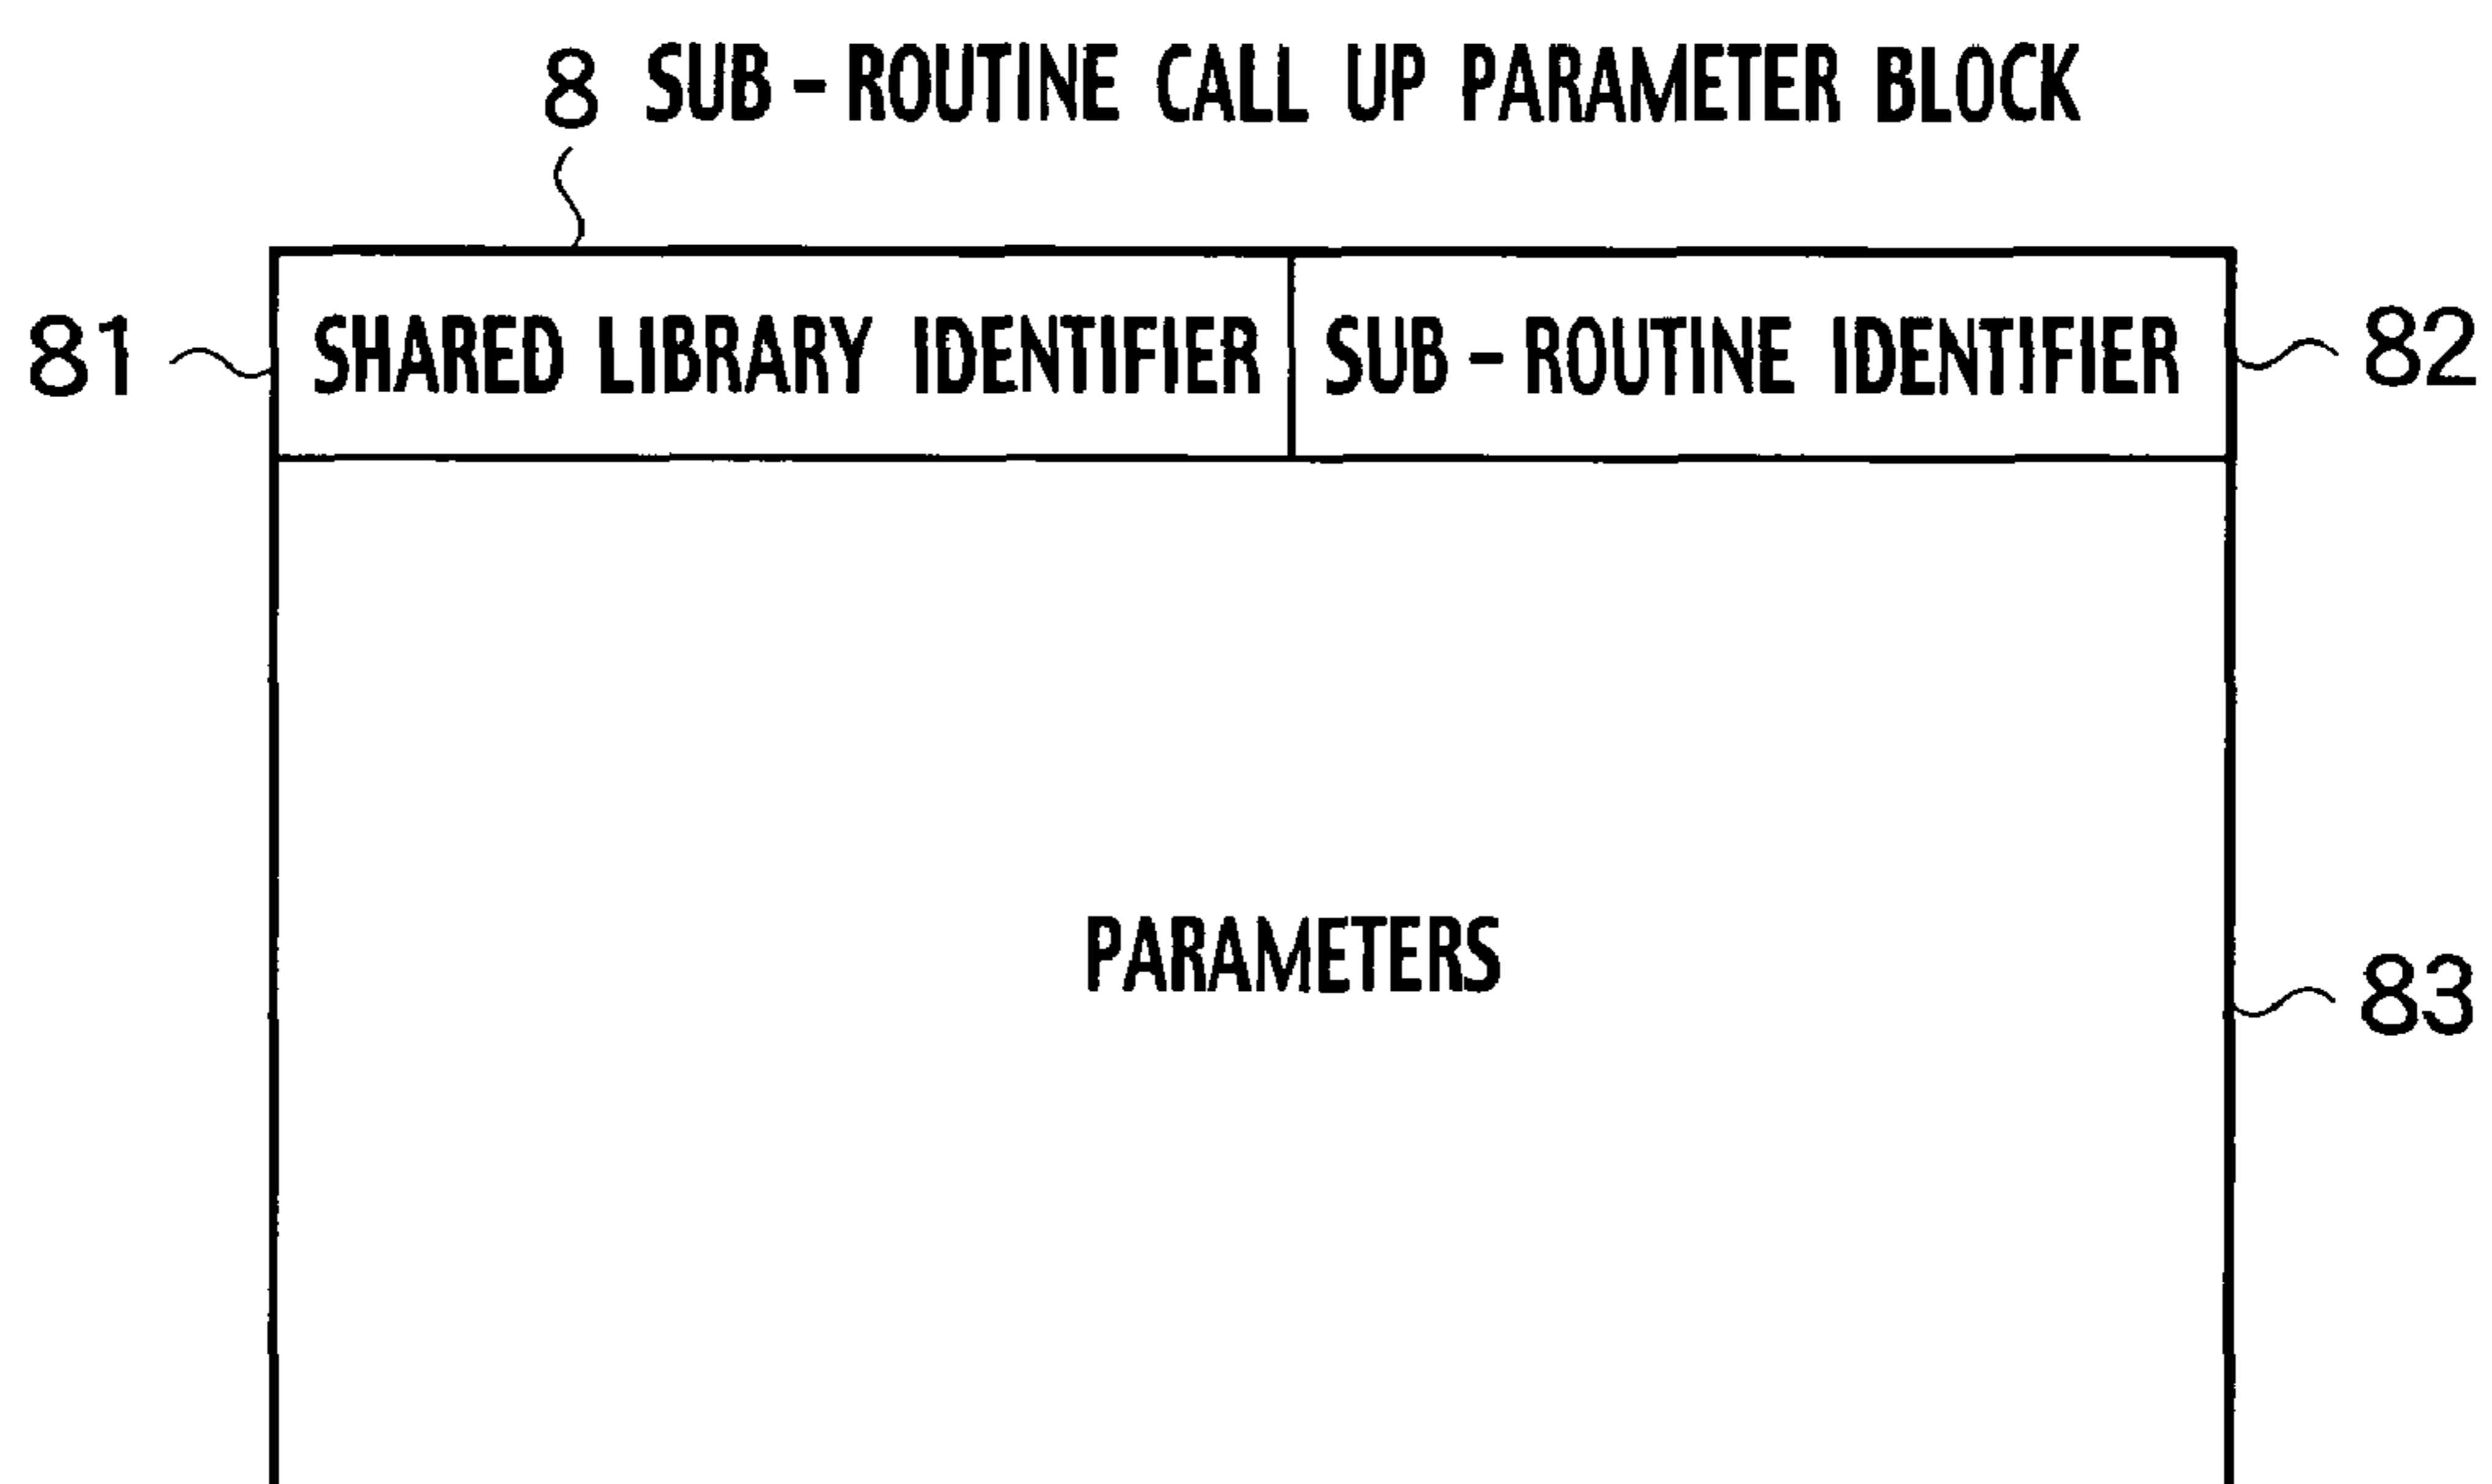 8 SUB-ROUTINE CALL UP PARAMETER BLOCK
81 SHARED LIBRARY IDENTIFIER SUB-ROUTINE IDENTIFIER 82
PARAMETERS
83